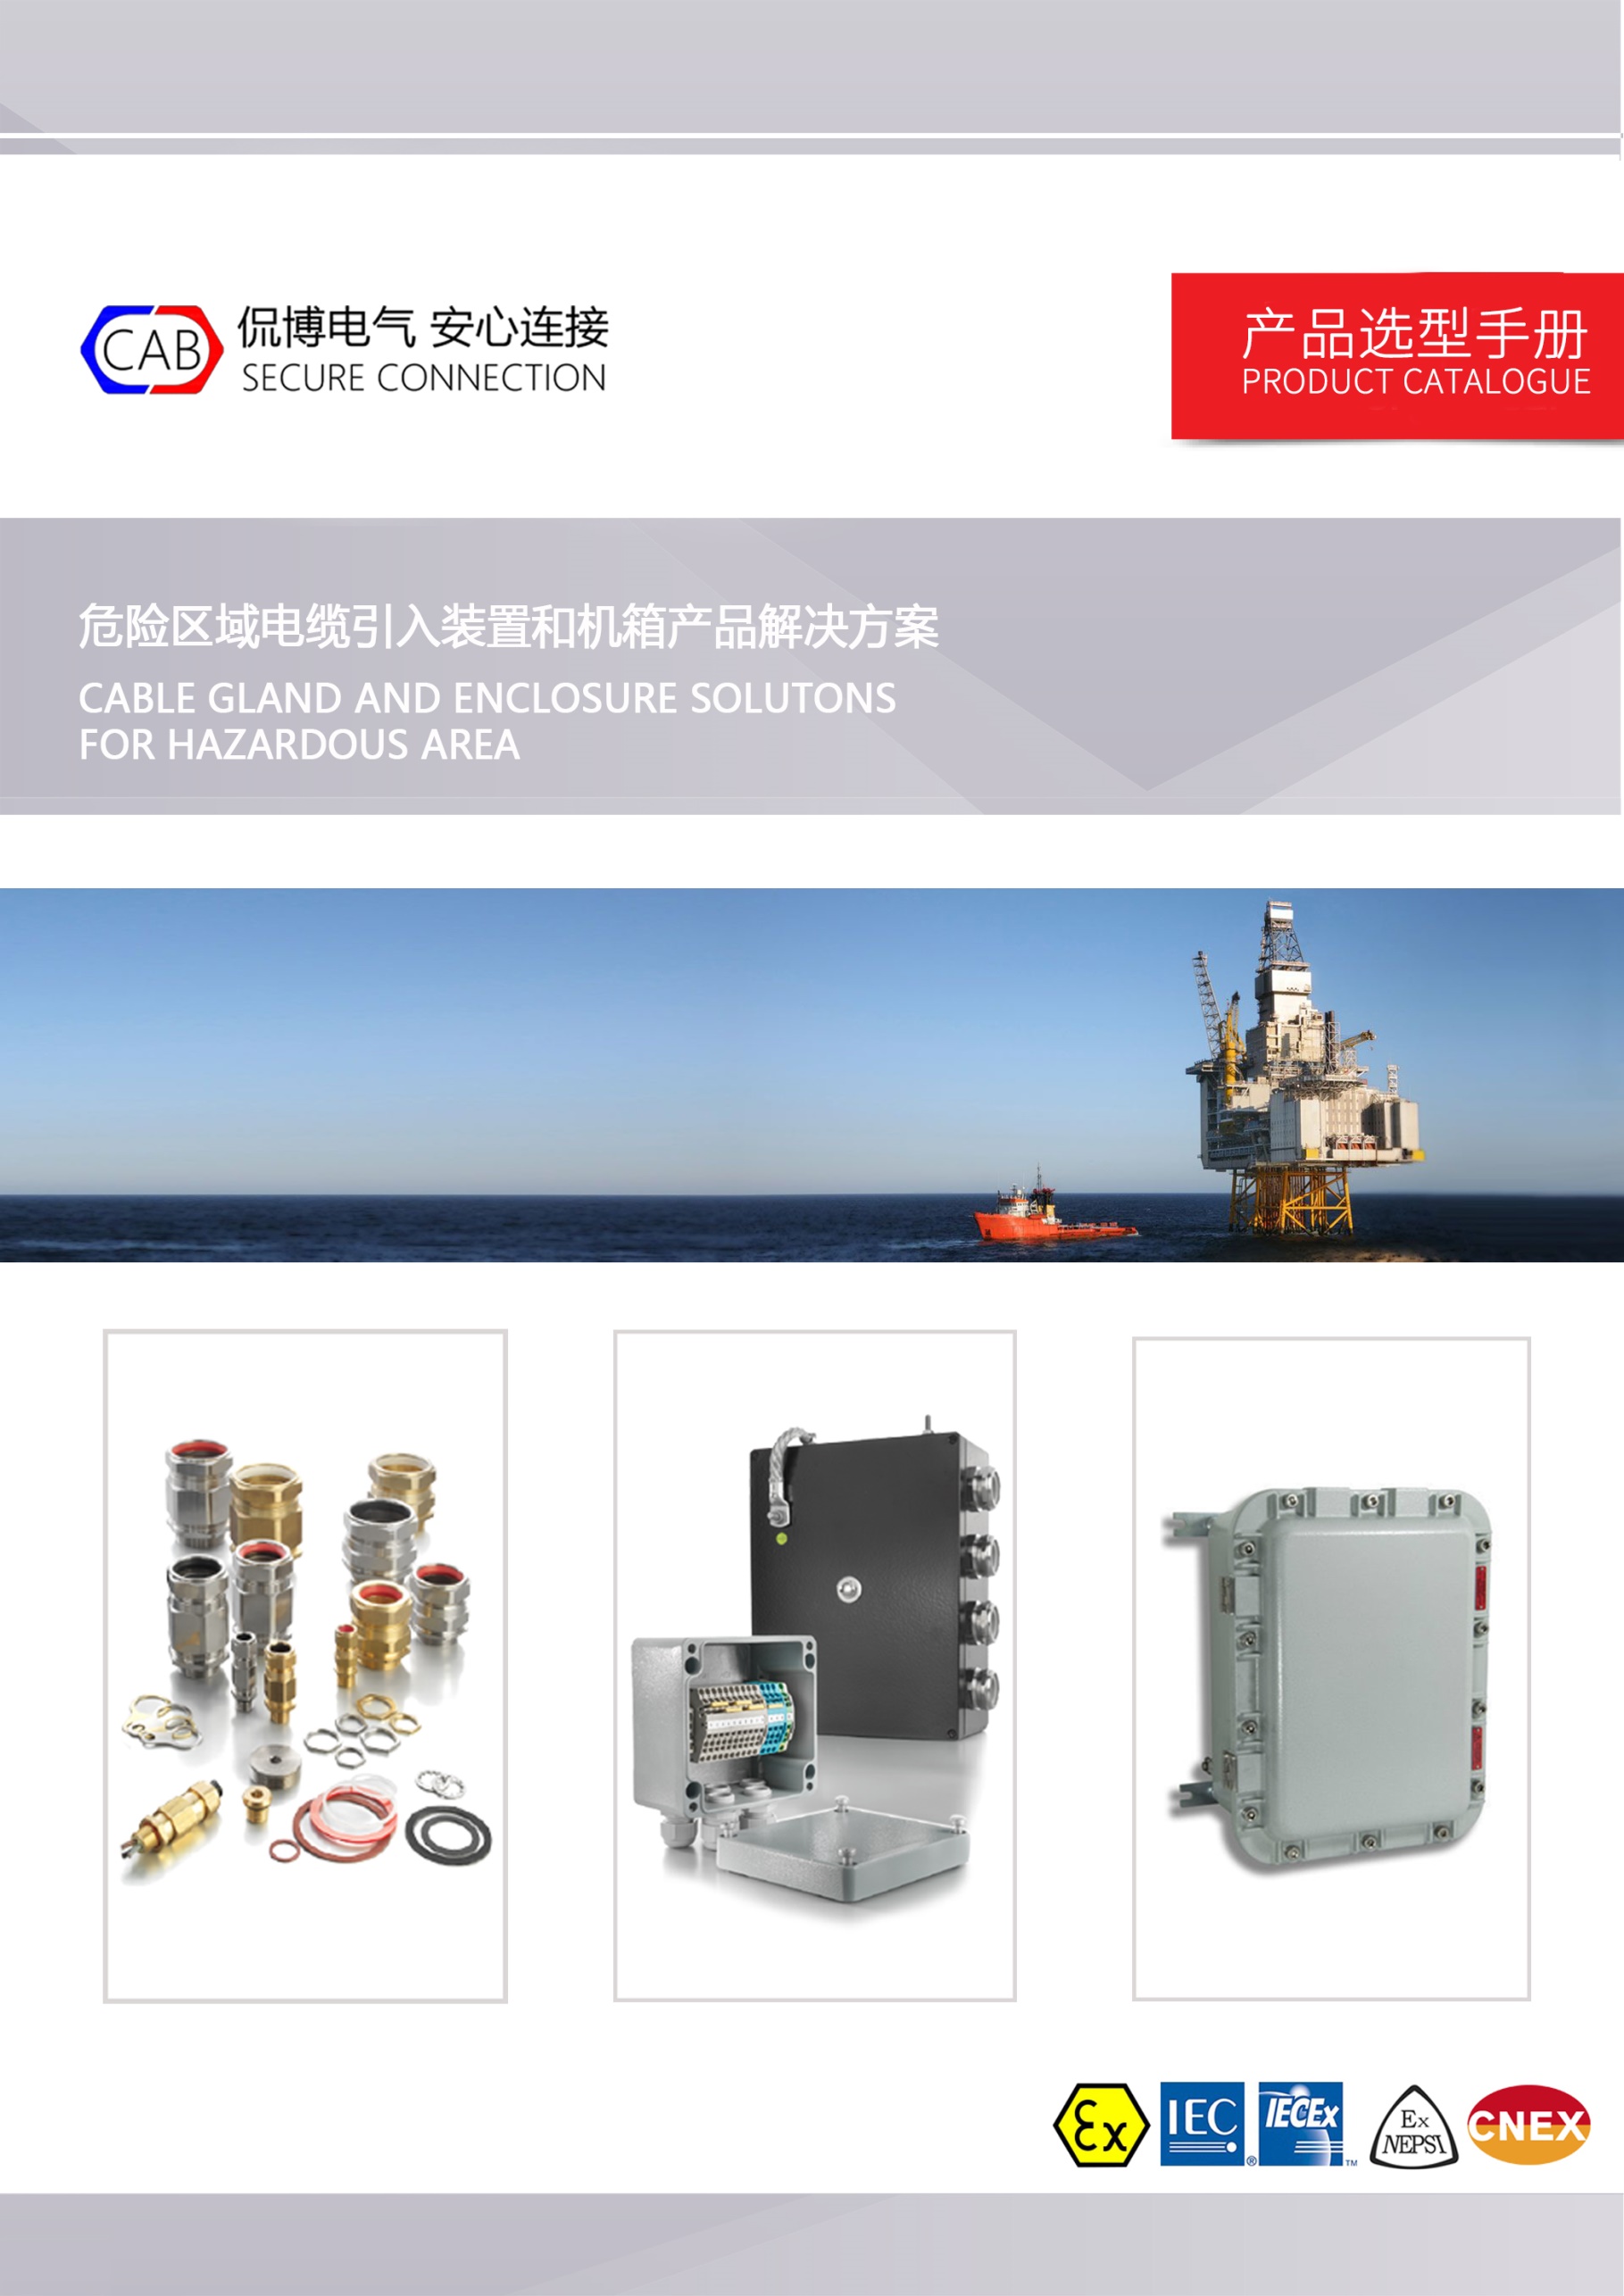 CAB
侃博电气 安心连接
SECURE CONNECTION
产品选型手册
PRODUCT CATALOGUE
危险区域电缆引入装置和机箱产品解决方案
CABLE GLAND AND ENCLOSURE SOLUTONS
FOR HAZARDOUS AREA
Ex
IEC
®
IECEx
TM
Ex
NEPSI
CNEX